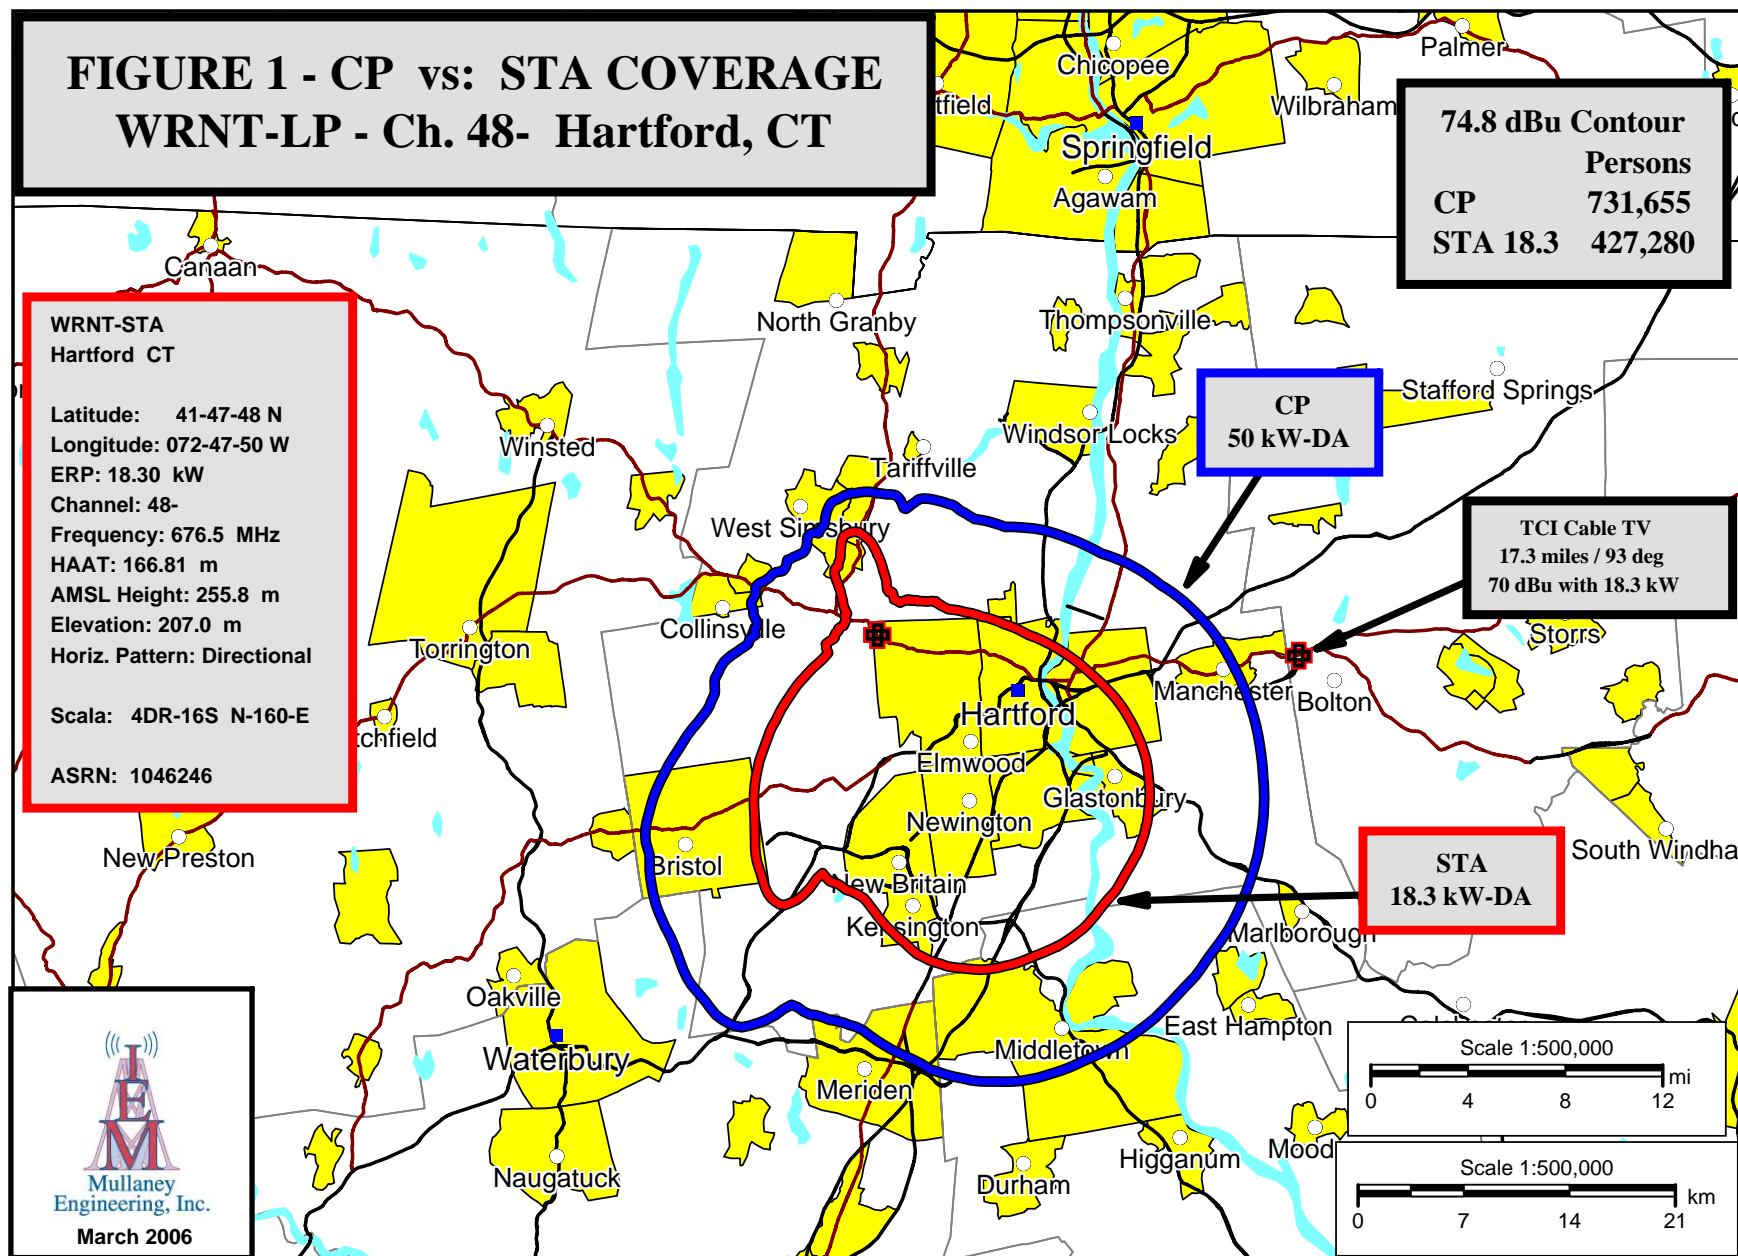 FIGURE 1 - CP vs: STA COVERAGE
WRNT-LP - Ch. 48- Hartford, CT
Chicopee
Palmer
tfield
Wilbraham
Springfield
Agawam
74.8 dBu Contour
Persons
CP 731,655
STA 18.3 427,280
Canaan
North Granby
Thompsonville
Stafford Springs
WRNT-STA
Hartford CT
Latitude: 41-47-48 N
Longitude: 072-47-50 W
ERP: 18.30 kW
Channel: 48-
Frequency: 676.5 MHz
HAAT: 166.81 m
AMSL Height: 255.8 m
Elevation: 207.0 m
Horiz. Pattern: Directional
Scala: 4DR-16S N-160-E
ASRN: 1046246
CP
50 kW-DA
Winsted
Windsor Locks
Tariffville
West Simsbury
TCI Cable TV
17.3 miles / 93 deg
70 dBu with 18.3 kW
Collinsville
Torrington
Storrs
Manchester
Bolton
Hartford
tchfield
Elmwood
Glastonbury
Newington
New Preston
Bristol
New Britain
Kensington
South Windha
STA
18.3 kW-DA
Marlborough
Oakville
Waterbury
East Hampton
Middletown
Meriden
Naugatuck
Durham
Higganum
Mood
Scale 1:500,000
mi
0 4 8 12
Scale 1:500,000
km
0 7 14 21
IEM
Mullaney
Engineering, Inc.
March 2006